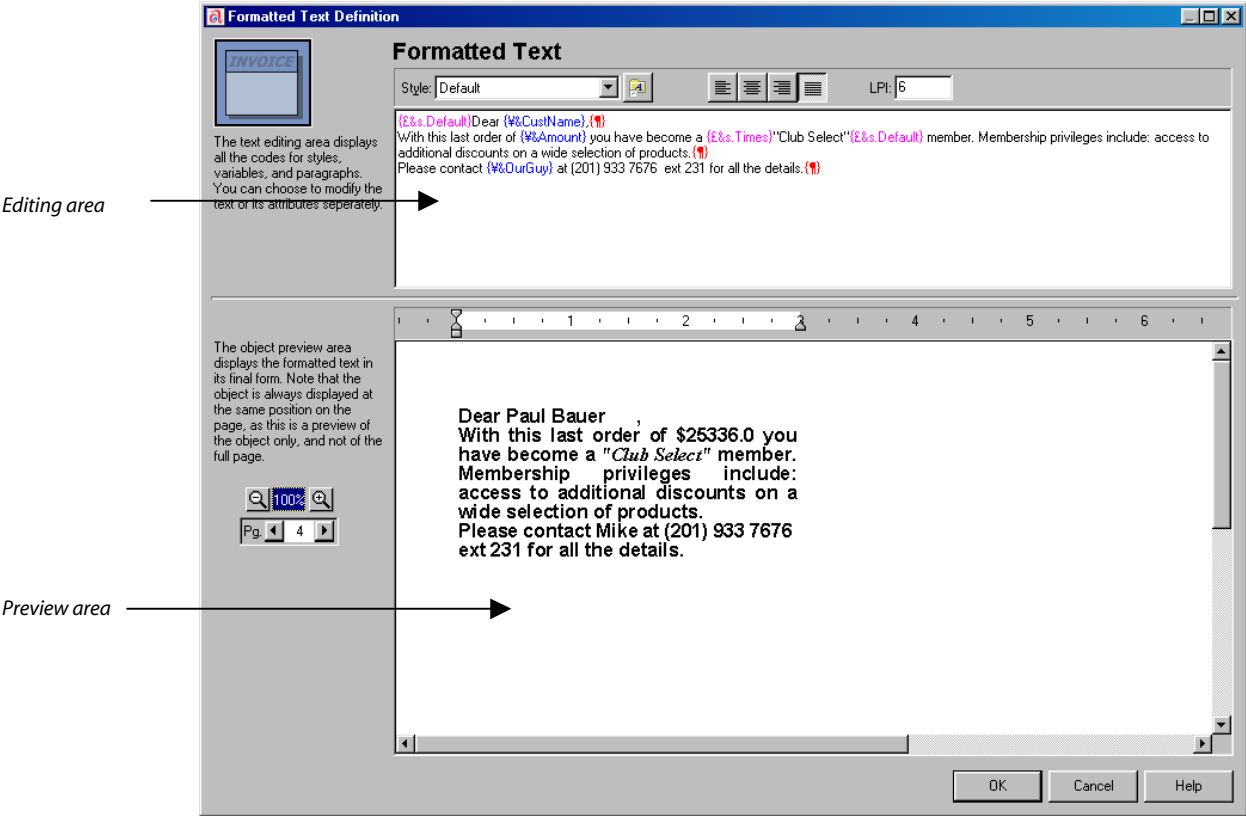 Formatted Text Definition
INVOICE
Formatted Text
Style: Default
LPI: 6
The text editing area displays
all the codes for styles,
variables, and paragraphs.
You can choose to modify the
text or its attributes seperately.
{£&s.Default}Dear {¥&CustName},{¶}
With this last order of {¥&Amount} you have become a {£&s.Times}"Club Select"{£&s.Default} member. Membership privileges include: access to
additional discounts on a wide selection of products.{¶}
Please contact {¥&OurGuy} at (201) 933 7676  ext 231 for all the details.{¶}
Editing area
1 2 3 4 5 6
The object preview area
displays the formatted text in
its final form. Note that the
object is always displayed at
the same position on the
page, as this is a preview of
the object only, and not of the
full page.
100%
Pg. 4
Dear Paul Bauer    ,
With this last order of $25336.0 you
have become a "Club Select" member.
Membership privileges include:
access to additional discounts on a
wide selection of products.
Please contact Mike at (201) 933 7676
ext 231 for all the details.
Preview area
OK Cancel Help